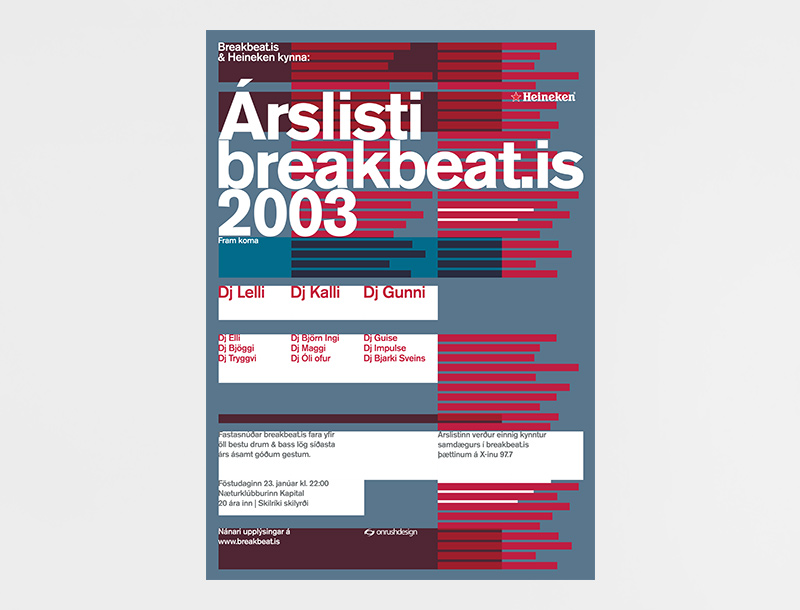 Breakbeat.is
& Heineken kynna:
Heineken
Árslisti
breakbeat.is
2003
Fram koma
Dj Lelli
Dj Kalli
Dj Gunni
Dj Elli
Dj Bjöggi
Dj Tryggvi
Dj Björn Ingi
Dj Maggi
Dj Óli ofur
Dj Guise
Dj Impulse
Dj Bjarki Sveins
Fastasnúðar breakbeat.is fara yfir
öll bestu drum & bass lög síðasta
árs ásamt góðum gestum.
Árslistinn verður einnig kynntur
samdægurs í breakbeat.is
þættinum á X-inu 97.7
Föstudaginn 23. janúar kl. 22:00
Næturklúbburinn Kapital
20 ára inn | Skilríki skilyrði
Nánari upplýsingar á
www.breakbeat.is
onrushdesign